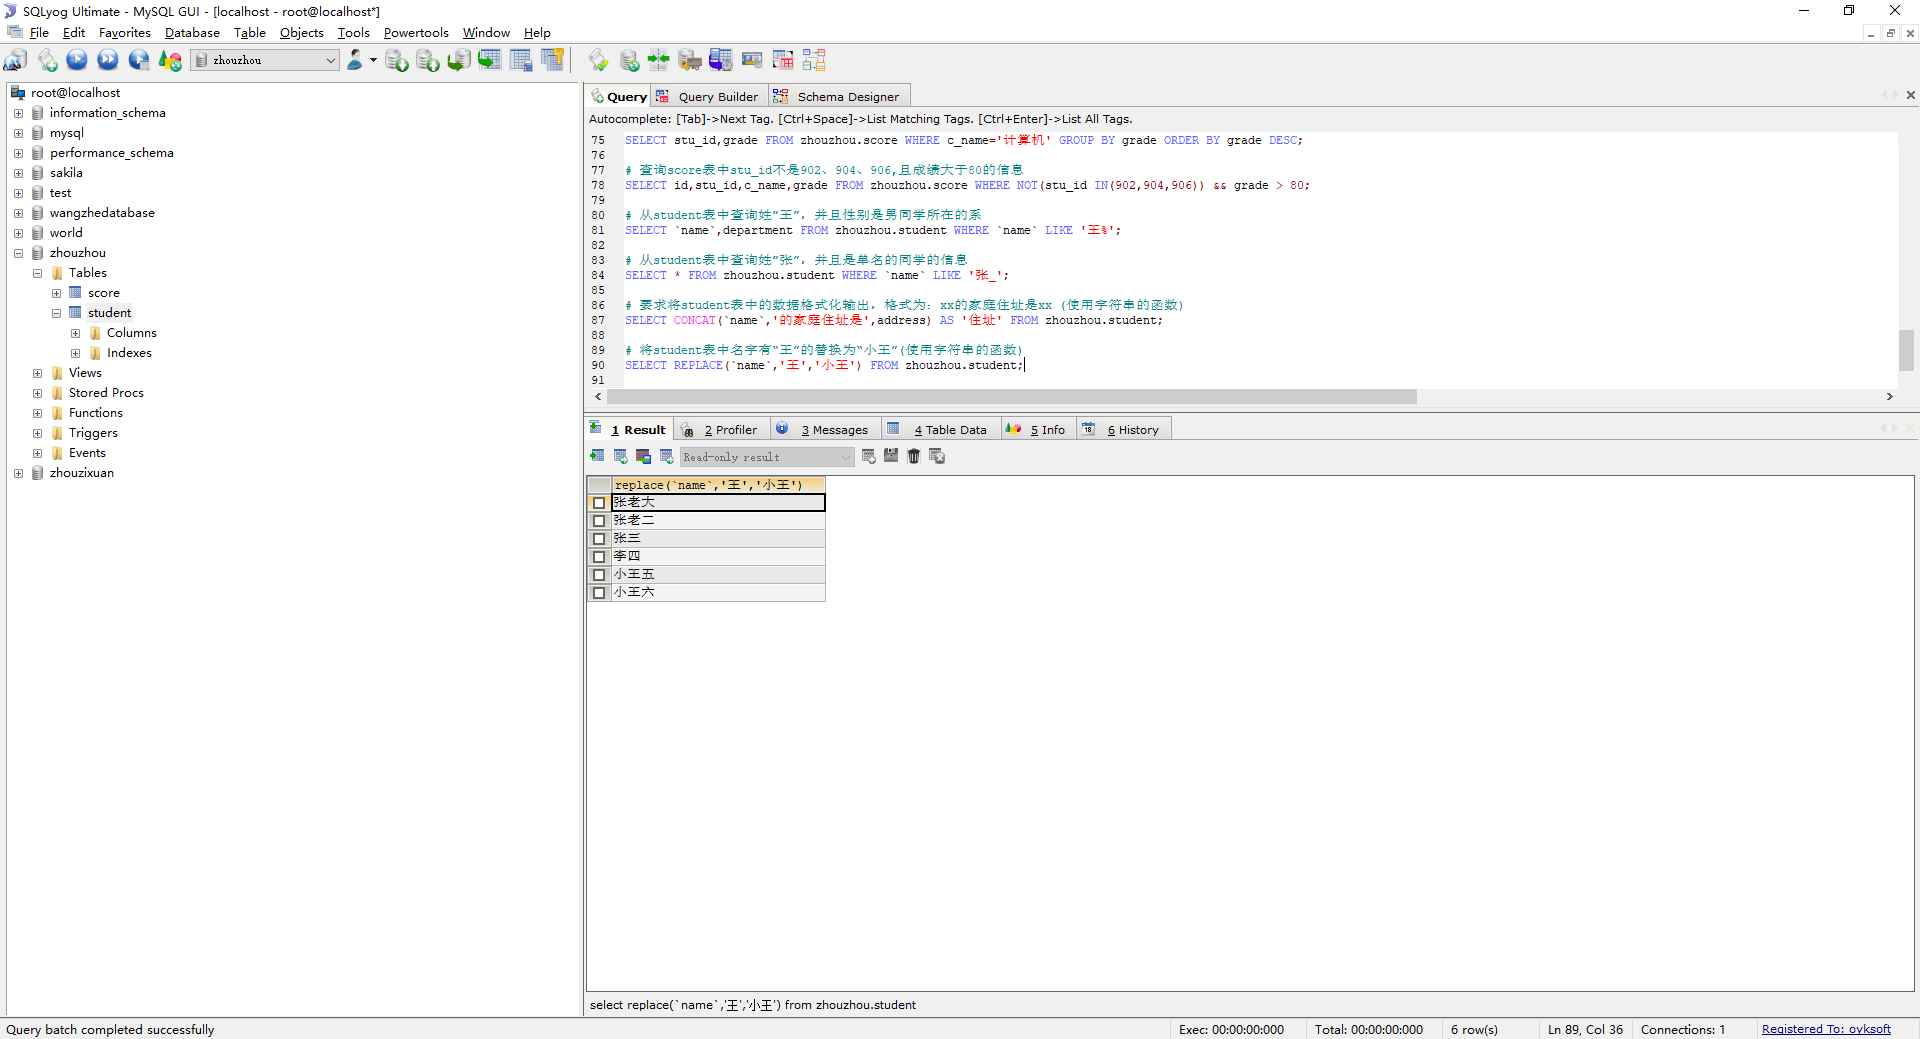 SQLyog Ultimate - MySQL GUI - [localhost - root@localhost*]
File Edit Favorites Database Table Objects Tools Powertools Window Help
zhouzhou
root@localhost
information_schema
mysql
performance_schema
sakila
test
wangzhedatabase
world
zhouzhou
Tables
score
student
Columns
Indexes
Views
Stored Procs
Functions
Triggers
Events
zhouzixuan
Query Query Builder Schema Designer
Autocomplete: [Tab]->Next Tag. [Ctrl+Space]->List Matching Tags. [Ctrl+Enter]->List All Tags.
75 SELECT stu_id,grade FROM zhouzhou.score WHERE c_name='计算机' GROUP BY grade ORDER BY grade DESC;
76
77 # 查询score表中stu_id不是902、904、906,且成绩大于80的信息
78 SELECT id,stu_id,c_name,grade FROM zhouzhou.score WHERE NOT(stu_id IN(902,904,906)) && grade > 80;
79
80 # 从student表中查询姓”王”，并且性别是男同学所在的系
81 SELECT `name`,department FROM zhouzhou.student WHERE `name` LIKE '王%';
82
83 # 从student表中查询姓”张”，并且是单名的同学的信息
84 SELECT * FROM zhouzhou.student WHERE `name` LIKE '张_';
85
86 # 要求将student表中的数据格式化输出，格式为：xx的家庭住址是xx (使用字符串的函数)
87 SELECT CONCAT(`name`,'的家庭住址是',address) AS '住址' FROM zhouzhou.student;
88
89 # 将student表中名字有“王”的替换为“小王”(使用字符串的函数)
90 SELECT REPLACE(`name`,'王','小王') FROM zhouzhou.student;
91
1 Result 2 Profiler 3 Messages 4 Table Data 5 Info 18 6 History
Read-only result
replace(`name`,'王','小王')
张老大
张老二
张三
李四
小王五
小王六
select replace(`name`,'王','小王') from zhouzhou.student
Query batch completed successfully Exec: 00:00:00:000 Total: 00:00:00:000 6 row(s) Ln 89, Col 36 Connections: 1 Registered To: ovksoft